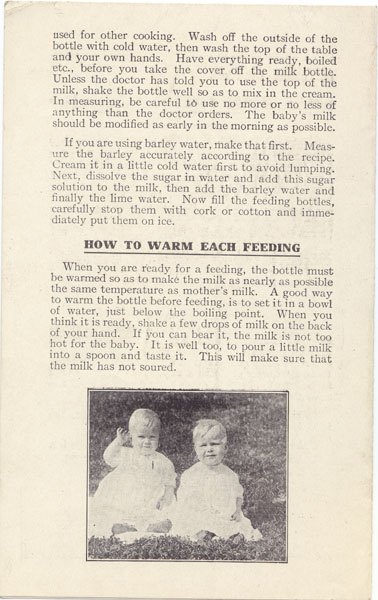 used for other cooking. Wash off the outside of the
bottle with cold water, then wash the top of the table
and your own hands. Have everything ready, boiled
etc., before you take the cover off the milk bottle.
Unless the doctor has told you to use the top of the
milk, shake the bottle well so as to mix in the cream.
In measuring, be careful to use no more or no less of
anything than the doctor orders. The baby's milk
should be modified as early in the morning as possible.
If you are using barley water, make that first. Meas-
ure the barley accurately according to the recipe.
Cream it in a little cold water first to avoid lumping.
Next, dissolve the sugar in water and add this sugar
solution to the milk, then add the barley water and
finally the lime water. Now fill the feeding bottles,
carefully stop them with cork or cotton and imme-
diately put them on ice.
HOW TO WARM EACH FEEDING
When you are ready for a feeding, the bottle must
be warmed so as to make the milk as nearly as possible
the same temperature as mother's milk. A good way
to warm the bottle before feeding, is to set it in a bowl
of water, just below the boiling point. When you
think it is ready, shake a few drops of milk on the back
of your hand. If you can bear it, the milk is not too
hot for the baby. It is well too, to pour a little milk
into a spoon and taste it. This will make sure that
the milk has not soured.